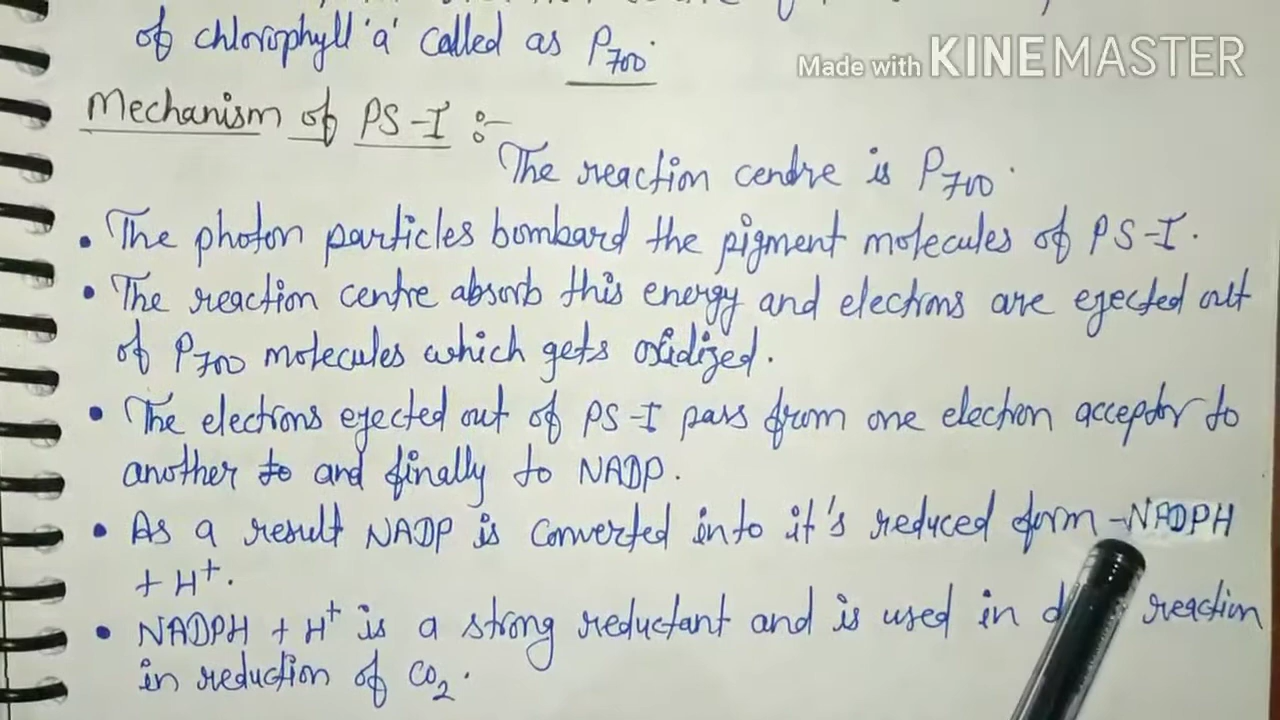 of chlorophyll 'a' called as P700.
Made with KINEMASTER
Mechanism of PS-I :-
The reaction centre is P700.
• The photon particles bombard the pigment molecules of PS-I.
• The reaction centre absorb this energy and electrons are ejected out
of P700 molecules which gets oxidized.
• The electrons ejected out of PS-I pass from one electron acceptor to
another to and finally to NADP.
• As a result NADP is converted into it's reduced form -NADPH
+ H+.
• NADPH + H+ is a strong reductant and is used in reaction
in reduction of CO2.